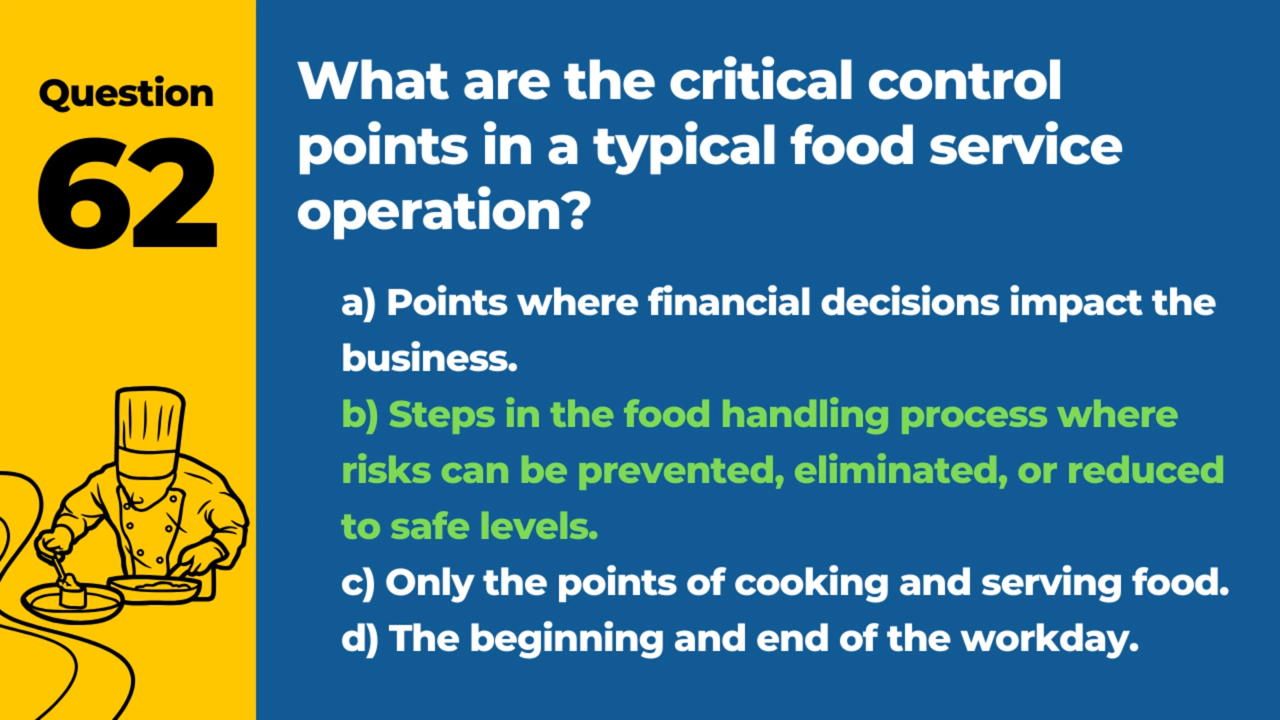 Question
62
What are the critical control
points in a typical food service
operation?
a) Points where financial decisions impact the
business.
b) Steps in the food handling process where
risks can be prevented, eliminated, or reduced
to safe levels.
c) Only the points of cooking and serving food.
d) The beginning and end of the workday.